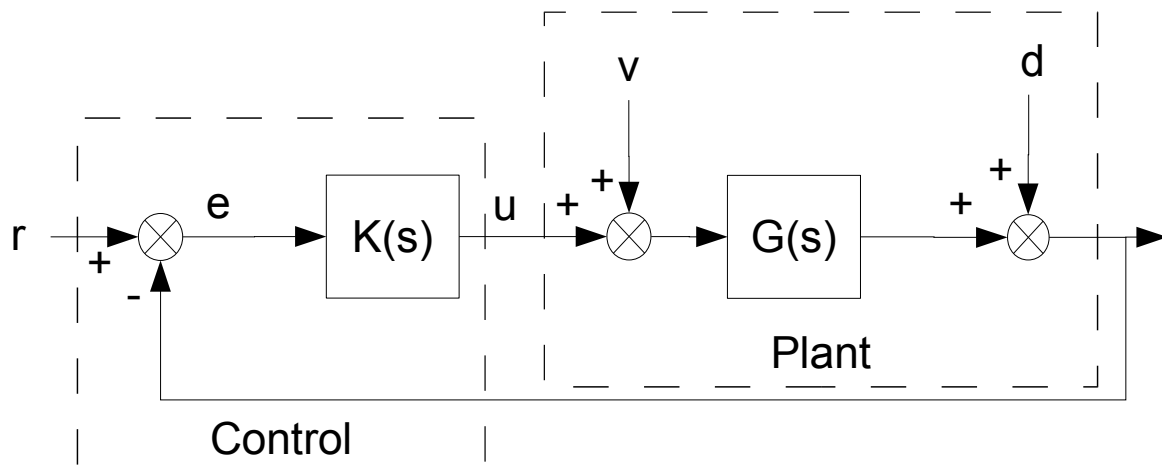 v
d
r
+
-
e
K(s)
u
+
+
G(s)
+
+
Plant
Control